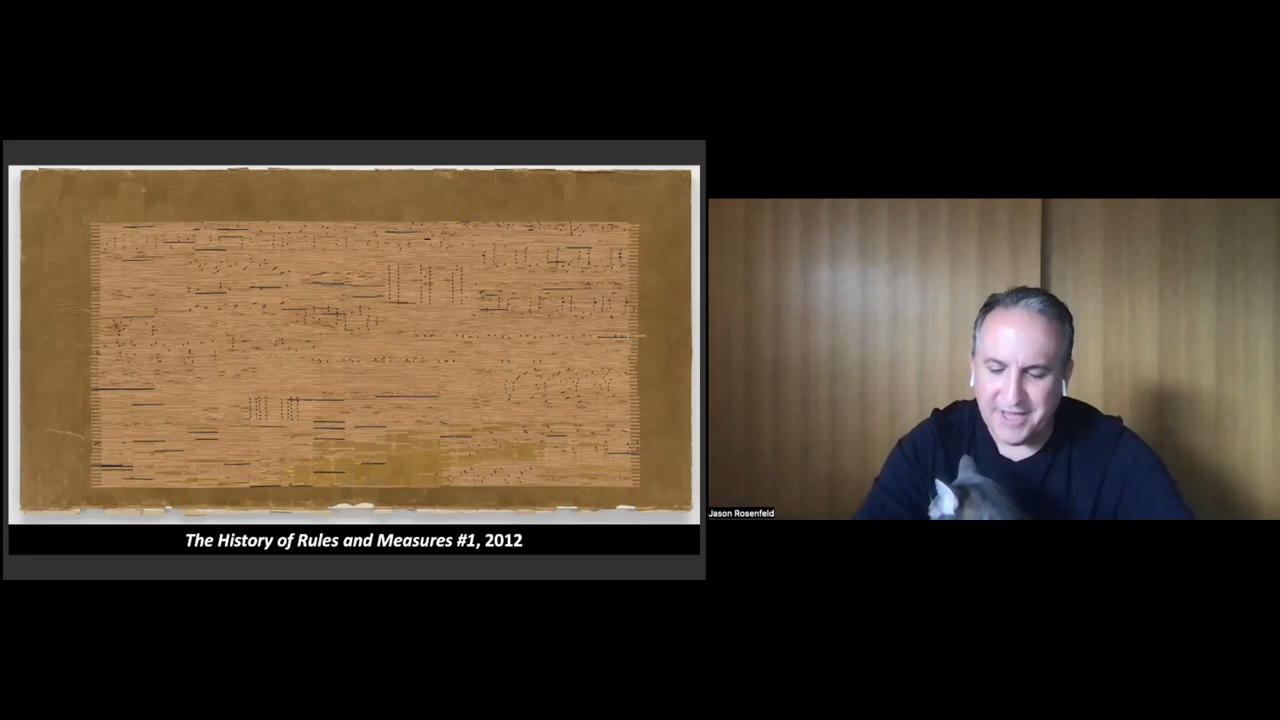 The History of Rules and Measures #1, 2012
Jason Rosenfeld